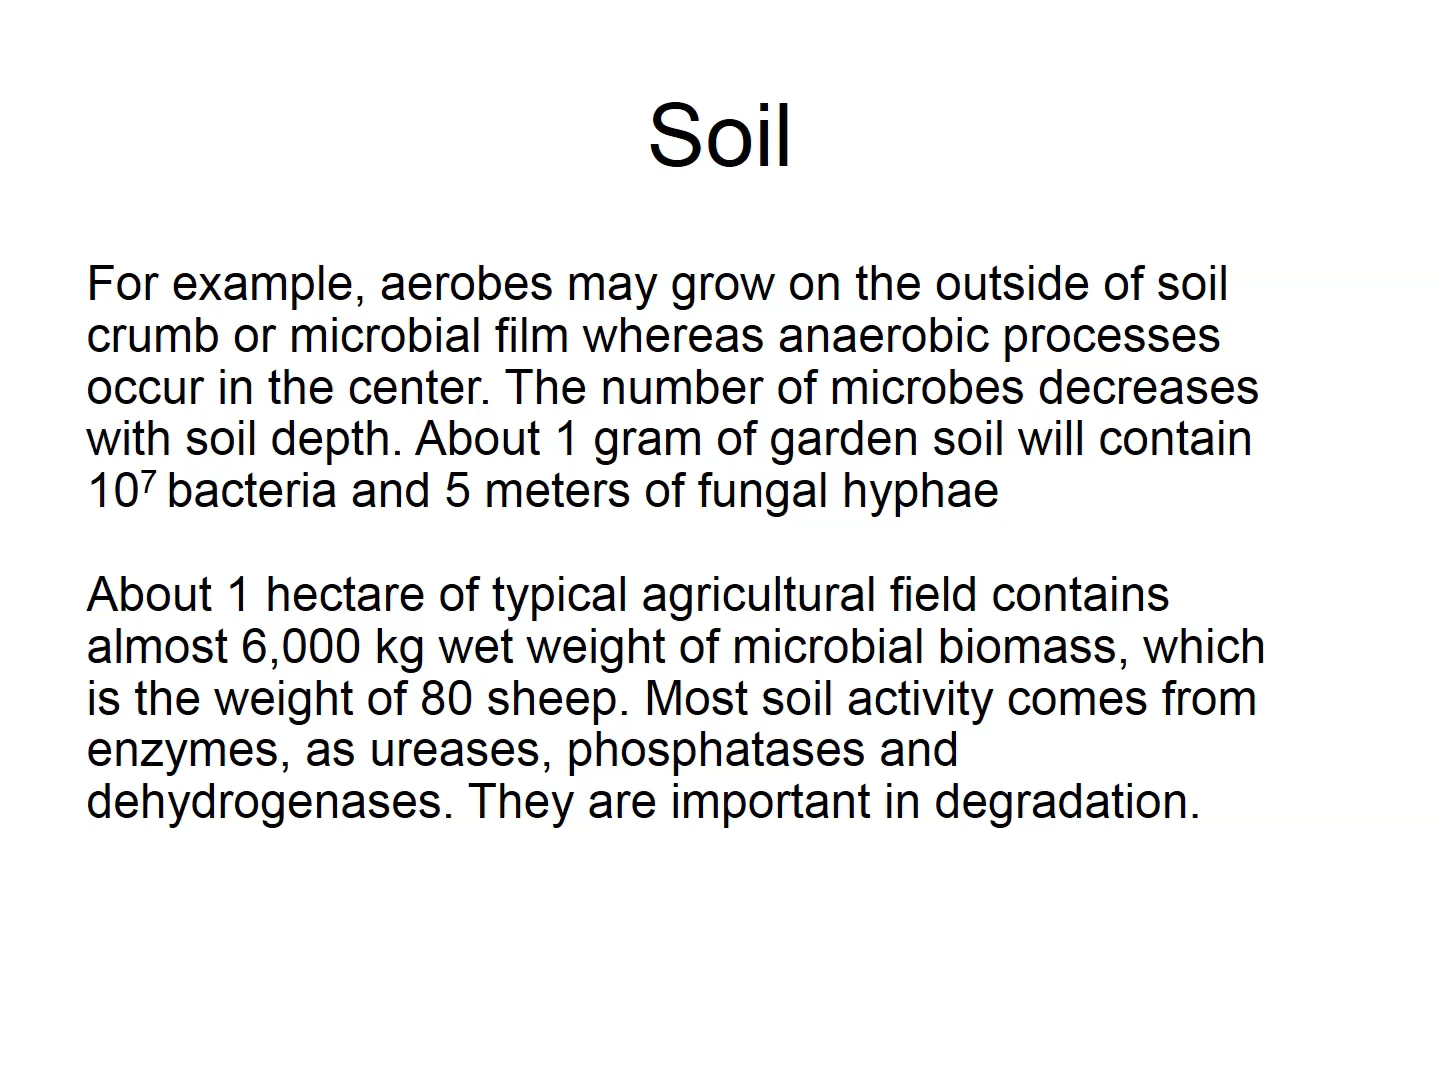 Soil
For example, aerobes may grow on the outside of soil
crumb or microbial film whereas anaerobic processes
occur in the center. The number of microbes decreases
with soil depth. About 1 gram of garden soil will contain
10⁷ bacteria and 5 meters of fungal hyphae
About 1 hectare of typical agricultural field contains
almost 6,000 kg wet weight of microbial biomass, which
is the weight of 80 sheep. Most soil activity comes from
enzymes, as ureases, phosphatases and
dehydrogenases. They are important in degradation.